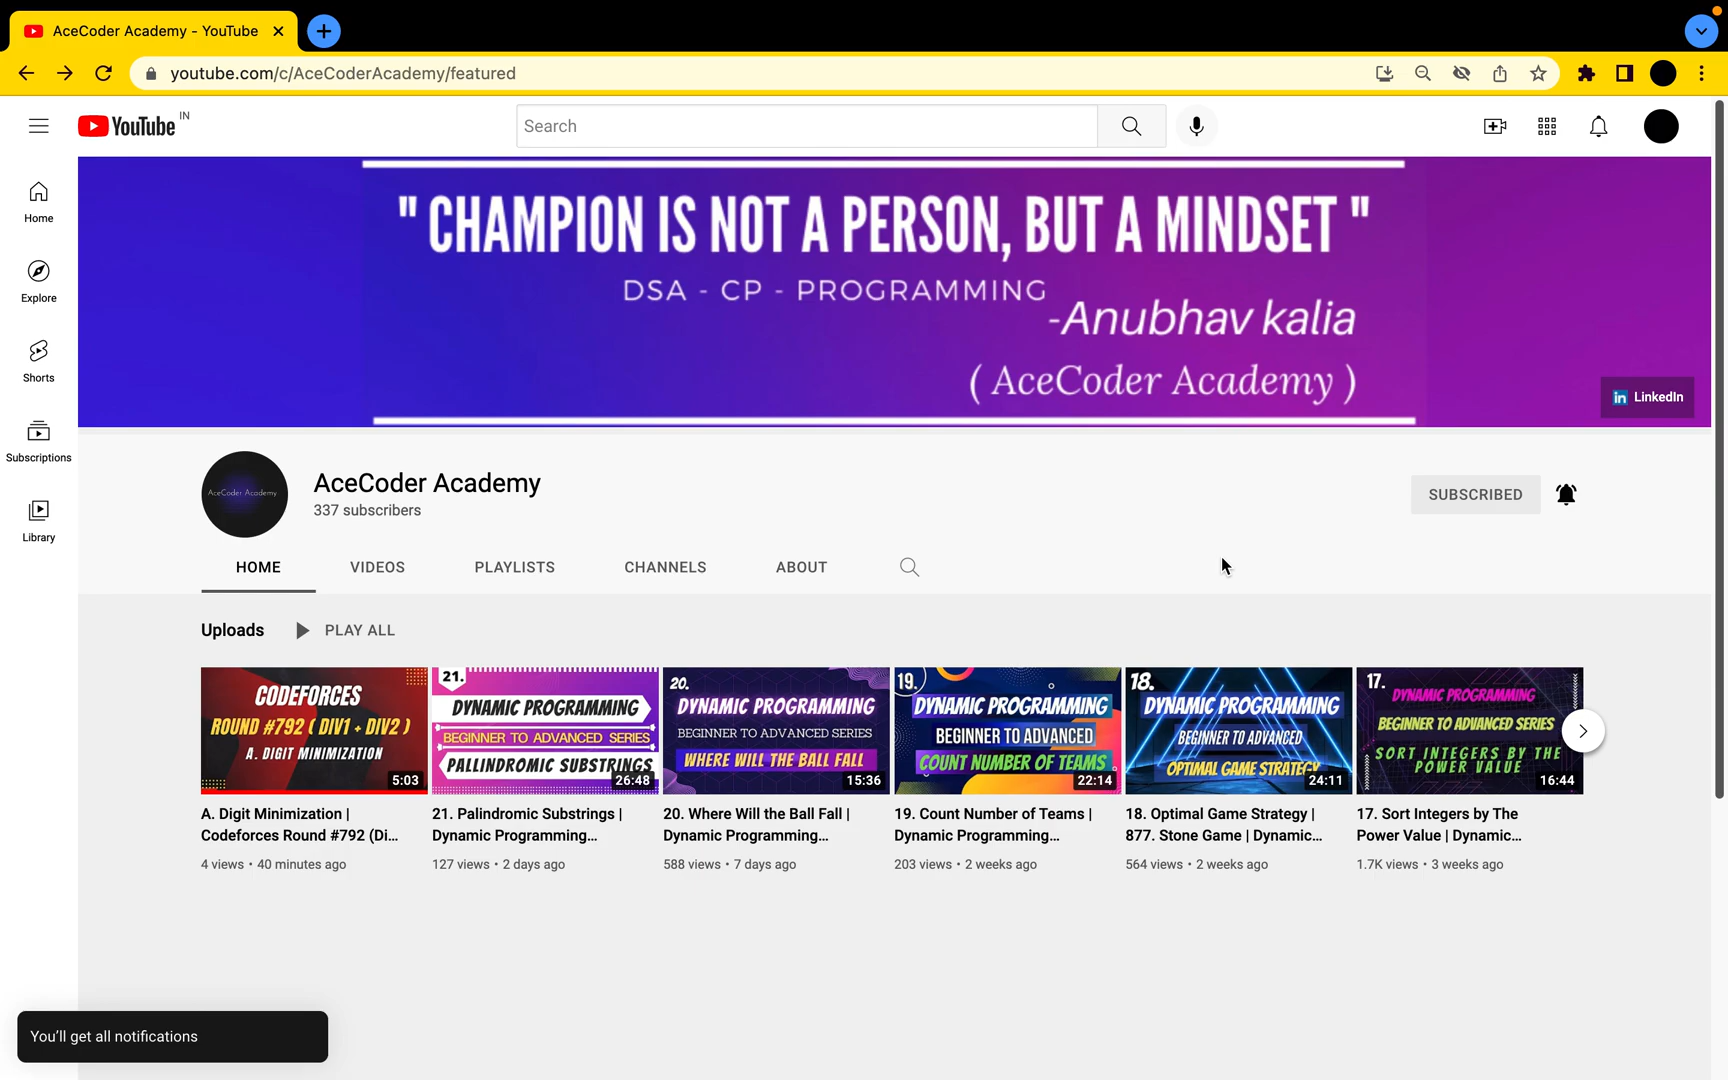 AceCoder Academy - YouTube
youtube.com/c/AceCoderAcademy/featured
YouTube IN
Search
Home
Explore
Shorts
Subscriptions
Library
" CHAMPION IS NOT A PERSON, BUT A MINDSET "
DSA - CP - PROGRAMMING
-Anubhav kalia
( AceCoder Academy )
in LinkedIn
AceCoder Academy
AceCoder Academy
337 subscribers
SUBSCRIBED
HOME VIDEOS PLAYLISTS CHANNELS ABOUT
Uploads PLAY ALL
CODEFORCES
ROUND #792 ( DIV1 + DIV2 )
A. DIGIT MINIMIZATION
5:03
A. Digit Minimization |
Codeforces Round #792 (Di...
4 views • 40 minutes ago
21.
DYNAMIC PROGRAMMING
BEGINNER TO ADVANCED SERIES
PALLINDROMIC SUBSTRINGS
26:48
21. Palindromic Substrings |
Dynamic Programming...
127 views • 2 days ago
20.
DYNAMIC PROGRAMMING
BEGINNER TO ADVANCED SERIES
WHERE WILL THE BALL FALL
15:36
20. Where Will the Ball Fall |
Dynamic Programming...
588 views • 7 days ago
19.
DYNAMIC PROGRAMMING
BEGINNER TO ADVANCED
COUNT NUMBER OF TEAMS
22:14
19. Count Number of Teams |
Dynamic Programming...
203 views • 2 weeks ago
18.
DYNAMIC PROGRAMMING
BEGINNER TO ADVANCED
OPTIMAL GAME STRATEGY
24:11
18. Optimal Game Strategy |
877. Stone Game | Dynamic...
564 views • 2 weeks ago
17.
DYNAMIC PROGRAMMING
BEGINNER TO ADVANCED SERIES
SORT INTEGERS BY THE
POWER VALUE
16:44
17. Sort Integers by The
Power Value | Dynamic...
1.7K views • 3 weeks ago
You'll get all notifications